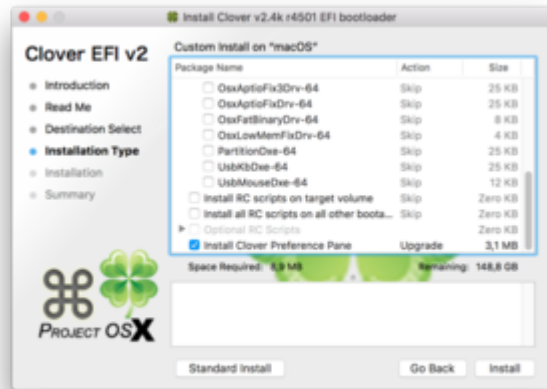 Install Clover v2.4k r4501 EFI bootloader
Clover EFI v2
Custom Install on "macOS"
Package Name Action Size
Introduction
Read Me
Destination Select
Installation Type
Installation
Summary
OsxAptioFix3Drv-64 Skip 25 KB
OsxAptioFixDrv-64 Skip 25 KB
OsxFatBinaryDrv-64 Skip 8 KB
OsxLowMemFixDrv-64 Skip 4 KB
PartitionDxe-64 Skip 25 KB
UsbKbDxe-64 Skip 25 KB
UsbMouseDxe-64 Skip 12 KB
Install RC scripts on target volume Skip Zero KB
Install all RC scripts on all other boota... Skip Zero KB
Optional RC Scripts Zero KB
Install Clover Preference Pane Upgrade 3,1 MB
Space Required: 8,9 MB Remaining: 148,8 GB
PROJECT OSX
Standard Install Go Back Install